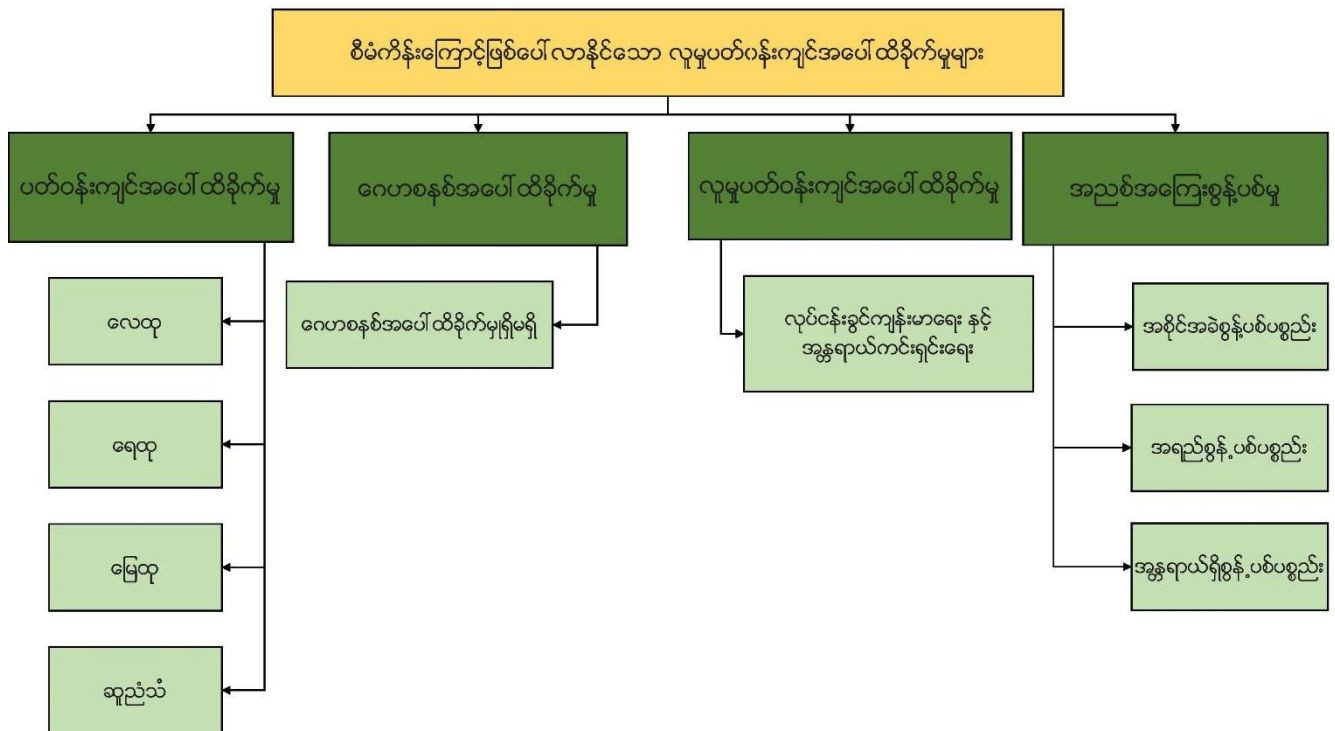 စီမံကိန်းကြောင့်ဖြစ်ပေါ်လာနိုင်သော လူမှုပတ်ဝန်းကျင်အပေါ်ထိခိုက်မှုများ
ပတ်ဝန်းကျင်အပေါ်ထိခိုက်မှု
ဂေဟစနစ်အပေါ်ထိခိုက်မှု
လူမှုပတ်ဝန်းကျင်အပေါ်ထိခိုက်မှု
အညစ်အကြေးစွန့်ပစ်မှု
လေထု
ရေထု
မြေထု
ဆူညံသံ
ဂေဟစနစ်အပေါ်ထိခိုက်မှုရှိမရှိ
လုပ်ငန်းခွင်ကျန်းမာရေး နှင့်
အန္တရာယ်ကင်းရှင်းရေး
အစိုင်အခဲစွန့်ပစ်ပစ္စည်း
အရည်စွန့်ပစ်ပစ္စည်း
အန္တရာယ်ရှိစွန့်ပစ်ပစ္စည်း